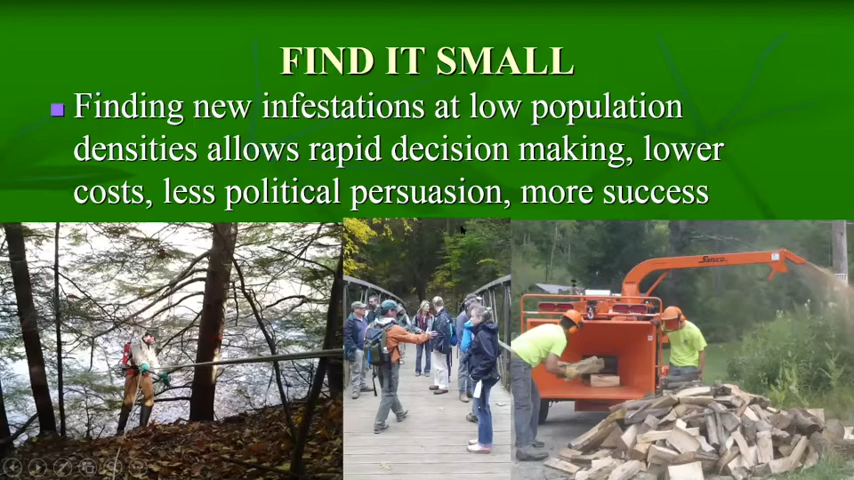 FIND IT SMALL
Finding new infestations at low population
densities allows rapid decision making, lower
costs, less political persuasion, more success